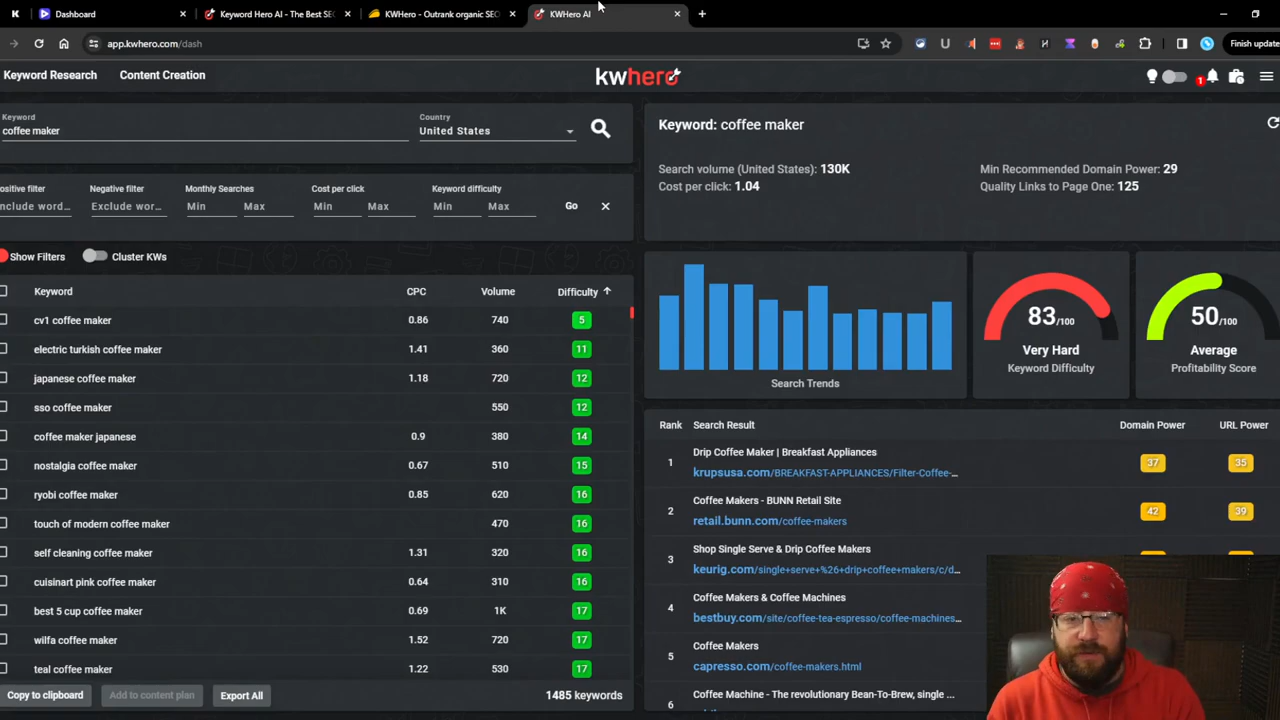 Dashboard
Keyword Hero AI - The Best SE
KWHero - Outrank organic SEO
KWHero AI
app.kwhero.com/dash
Finish update
Keyword Research
Content Creation
kwhero
1
Keyword
coffee maker
Country
United States
ositive filter
nclude word...
Negative filter
Exclude wor...
Monthly Searches
Min
Max
Cost per click
Min
Max
Keyword difficulty
Min
Max
Go
Show Filters
Cluster KWs
Keyword CPC Volume Difficulty
cv1 coffee maker 0.86 740 5
electric turkish coffee maker 1.41 360 11
japanese coffee maker 1.18 720 12
sso coffee maker 550 12
coffee maker japanese 0.9 380 14
nostalgia coffee maker 0.67 510 15
ryobi coffee maker 0.85 620 16
touch of modern coffee maker 470 16
self cleaning coffee maker 1.31 320 16
cuisinart pink coffee maker 0.64 310 16
best 5 cup coffee maker 0.69 1K 17
wilfa coffee maker 1.52 720 17
teal coffee maker 1.22 530 17
Copy to clipboard
Add to content plan
Export All
1485 keywords
Keyword: coffee maker
Search volume (United States): 130K
Cost per click: 1.04
Min Recommended Domain Power: 29
Quality Links to Page One: 125
Search Trends
83/100
Very Hard
Keyword Difficulty
50/100
Average
Profitability Score
Rank Search Result Domain Power URL Power
1 Drip Coffee Maker | Breakfast Appliances 37 35
krupsusa.com/BREAKFAST-APPLIANCES/Filter-Coffee-...
2 Coffee Makers - BUNN Retail Site 42 39
retail.bunn.com/coffee-makers
3 Shop Single Serve & Drip Coffee Makers
keurig.com/single+serve+%26+drip+coffee+makers/c/d...
4 Coffee Makers & Coffee Machines
bestbuy.com/site/coffee-tea-espresso/coffee-machines...
5 Coffee Makers
capresso.com/coffee-makers.html
6 Coffee Machine - The revolutionary Bean-To-Brew, single ...